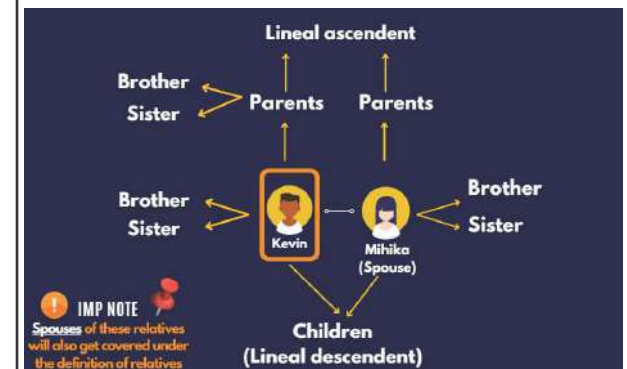 Lineal ascendent
Brother
Sister
Parents
Parents
Brother
Sister
Kevin
Mihika
(Spouse)
Brother
Sister
! IMP NOTE
Spouses of these relatives
will also get covered under
the definition of relatives
Children
(Lineal descendent)